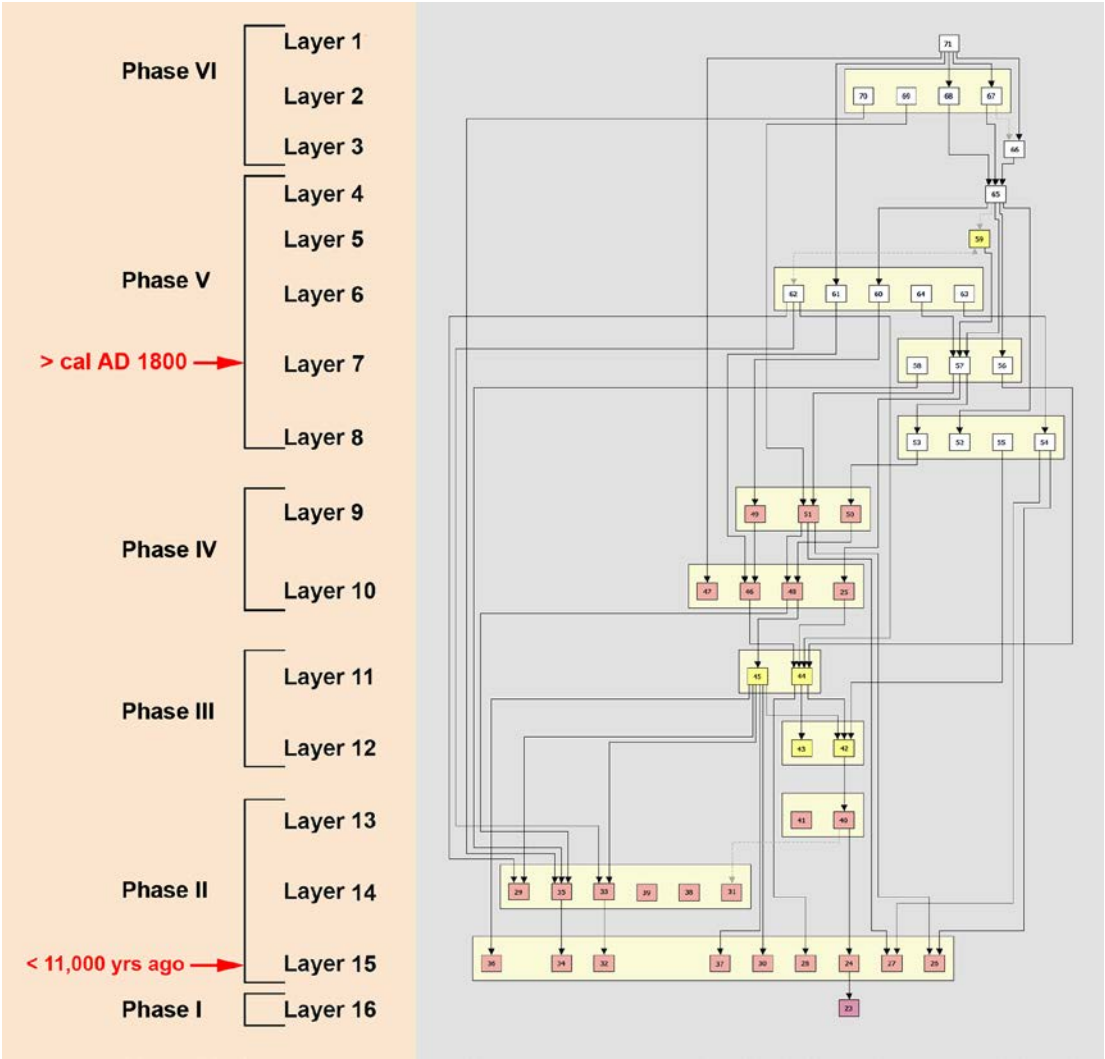 Phase VI
Layer 1
Layer 2
Layer 3
Phase V
Layer 4
Layer 5
Layer 6
> cal AD 1800
Layer 7
Layer 8
Phase IV
Layer 9
Layer 10
Phase III
Layer 11
Layer 12
Phase II
Layer 13
Layer 14
< 11,000 yrs ago
Layer 15
Phase I
Layer 16
71
70 69 68 67
66
65
59
62 61 60 64 63
58 57 56
53 52 55 54
49 51 50
47 46 48 25
45 44
43 42
41 40
29 35 33 39 38 31
36 34 32 37 30 28 24 27 26
23